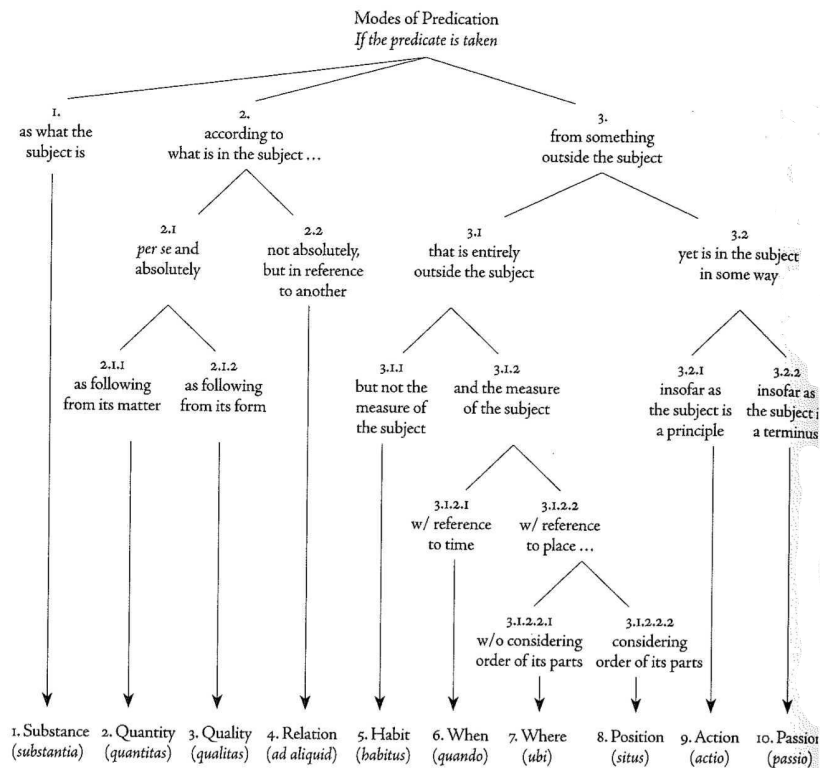 Modes of Predication
If the predicate is taken
1.
as what the
subject is
2.
according to
what is in the subject …
3.
from something
outside the subject
2.1
per se and
absolutely
2.2
not absolutely,
but in reference
to another
3.1
that is entirely
outside the subject
3.2
yet is in the subject
in some way
2.1.1
as following
from its matter
2.1.2
as following
from its form
3.1.1
but not the
measure of
the subject
3.1.2
and the measure
of the subject
3.2.1
insofar as
the subject is
a principle
3.2.2
insofar as
the subject i
a terminus
3.1.2.1
w/ reference
to time
3.1.2.2
w/ reference
to place …
3.1.2.2.1
w/o considering
order of its parts
3.1.2.2.2
considering
order of its parts
1. Substance
(substantia)
2. Quantity
(quantitas)
3. Quality
(qualitas)
4. Relation
(ad aliquid)
5. Habit
(habitus)
6. When
(quando)
7. Where
(ubi)
8. Position
(situs)
9. Action
(actio)
10. Passion
(passio)